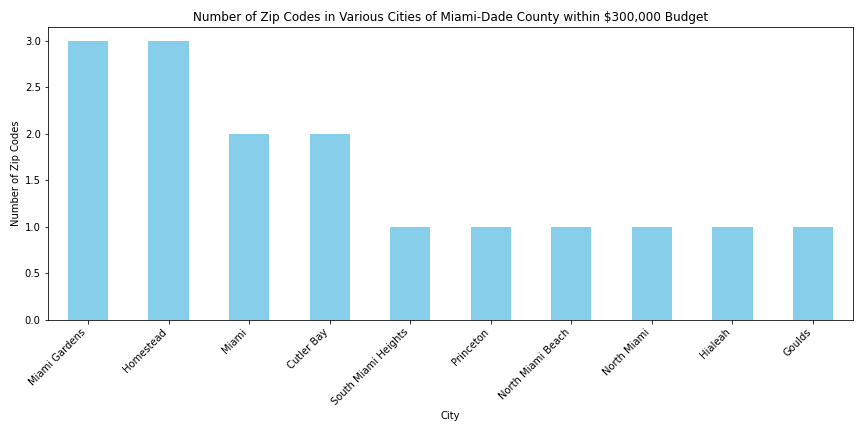 Number of Zip Codes in Various Cities of Miami-Dade County within $300,000 Budget
Number of Zip Codes
3.0
2.5
2.0
1.5
1.0
0.5
0.0
Miami Gardens
Homestead
Miami
Cutler Bay
South Miami Heights
Princeton
North Miami Beach
North Miami
Hialeah
Goulds
City